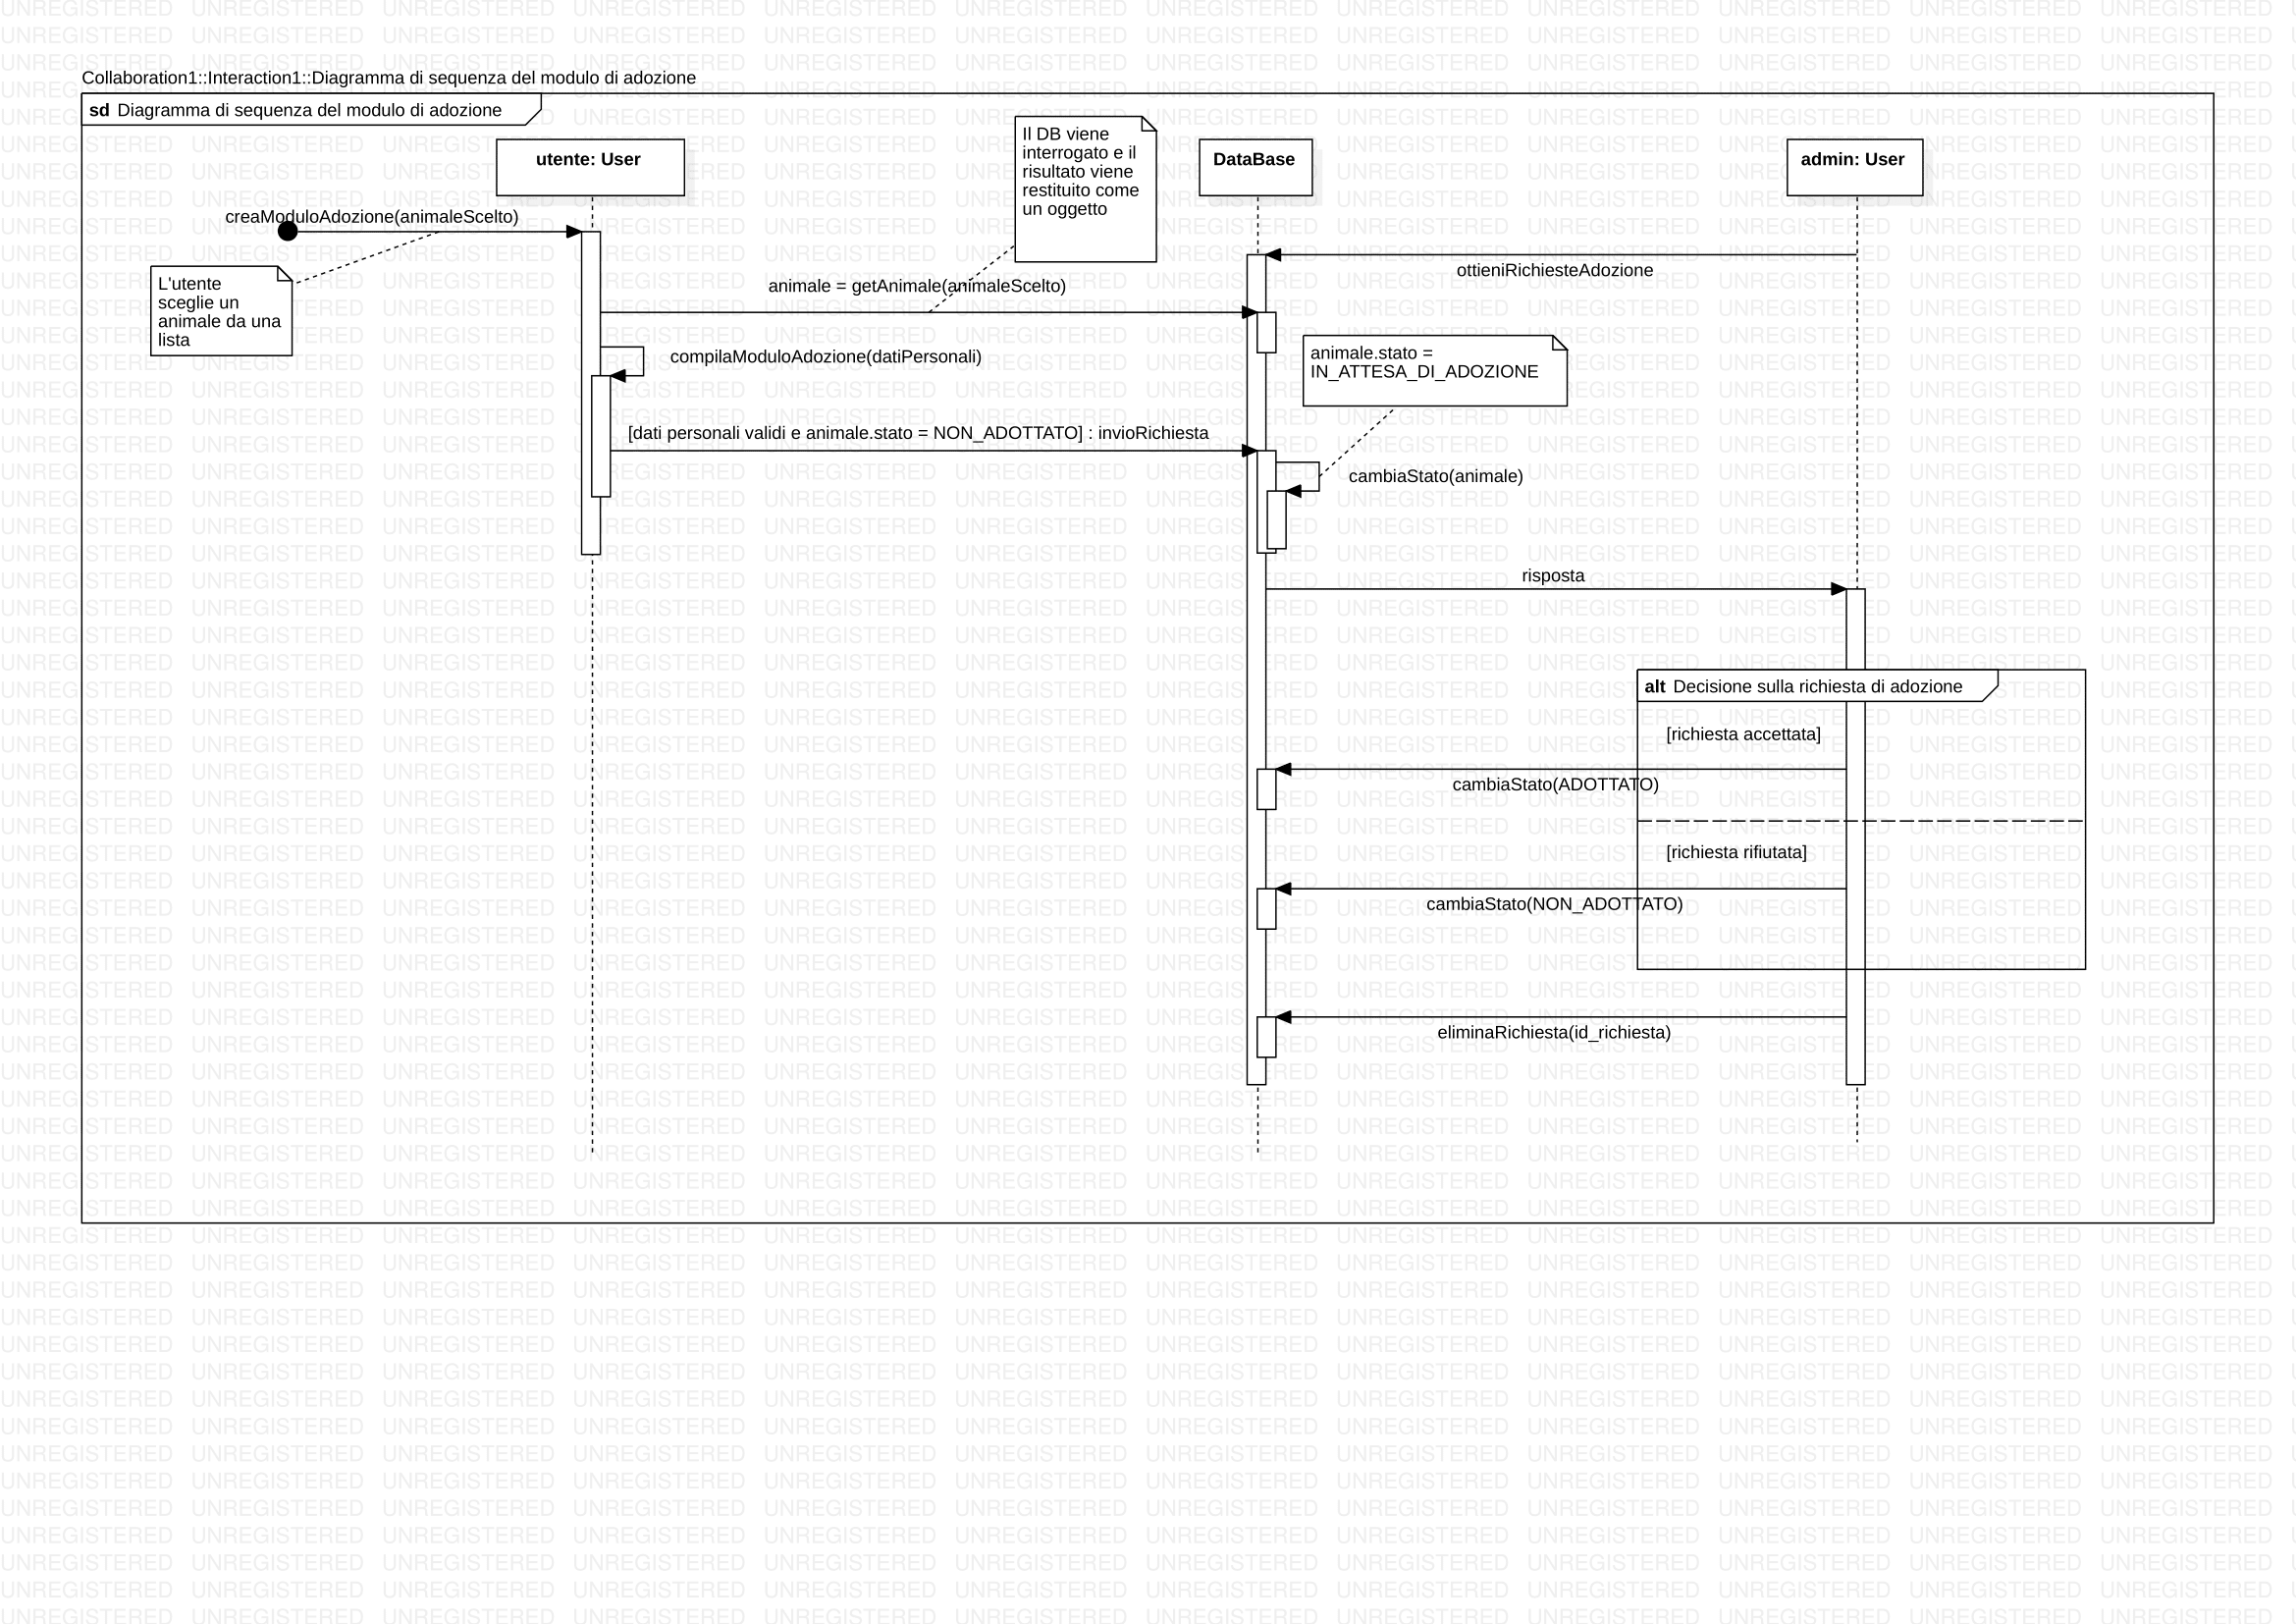 Collaboration1::Interaction1::Diagramma di sequenza del modulo di adozione
sd Diagramma di sequenza del modulo di adozione
utente: User
Il DB viene
interrogato e il
risultato viene
restituito come
un oggetto
DataBase
admin: User
creaModuloAdozione(animaleScelto)
L'utente
sceglie un
animale da una
lista
ottieniRichiesteAdozione
animale = getAnimale(animaleScelto)
compilaModuloAdozione(datiPersonali)
animale.stato =
IN_ATTESA_DI_ADOZIONE
[dati personali validi e animale.stato = NON_ADOTTATO] : invioRichiesta
cambiaStato(animale)
risposta
alt Decisione sulla richiesta di adozione
[richiesta accettata]
cambiaStato(ADOTTATO)
[richiesta rifiutata]
cambiaStato(NON_ADOTTATO)
eliminaRichiesta(id_richiesta)
UNREGISTERED